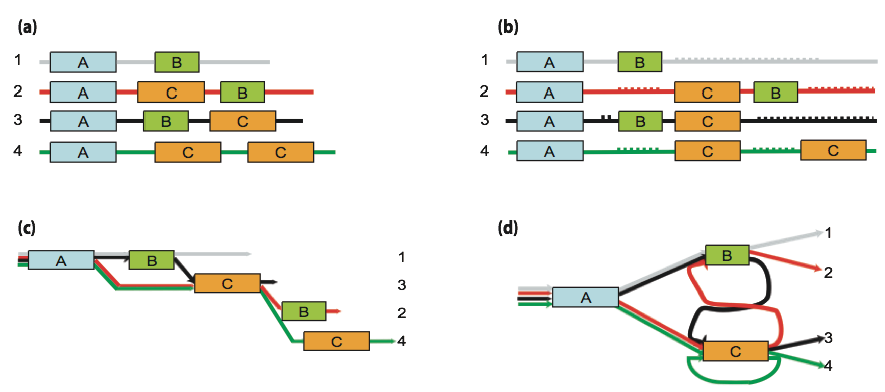 (a)
1 A B
2 A C B
3 A B C
4 A C C
(b)
1 A B
2 A C B
3 A B C
4 A C C
(c)
A B 1
C 3
B 2
C 4
(d)
1
B
2
A
3
C
4